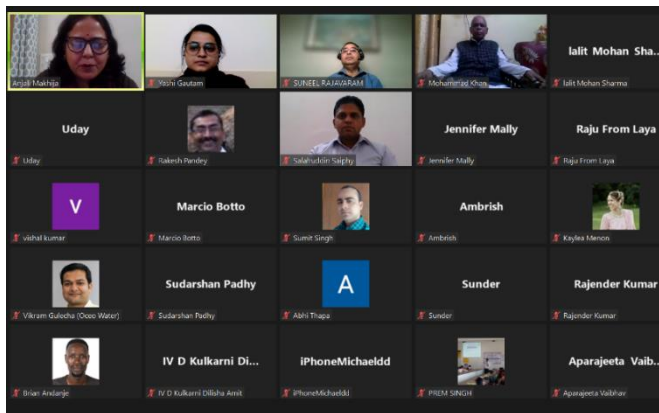 lalit Mohan Sha...
Anjali Makhija
Yashi Gautam
SUNEEL RAJAVARAM
Mohammad Khan
lalit Mohan Sharma
Uday
Jennifer Mally
Raju From Laya
Uday
Rakesh Pandey
Salahuddin Saiphy
Jennifer Mally
Raju From Laya
V
Marcio Botto
Ambrish
vishal kumar
Marcio Botto
Sumit Singh
Ambrish
Kaylea Menon
Sudarshan Padhy
A
Sunder
Rajender Kumar
Vikram Gulecha (Ocoo Water)
Sudarshan Padhy
Abhi Thapa
Sunder
Rajender Kumar
IV D Kulkarni Di...
iPhoneMichaeldd
Aparajeeta Vaib...
Brian Andanje
IV D Kulkarni Dilisha Amit
iPhoneMichaeldd
PREM SINGH
Aparajeeta Vaibhav